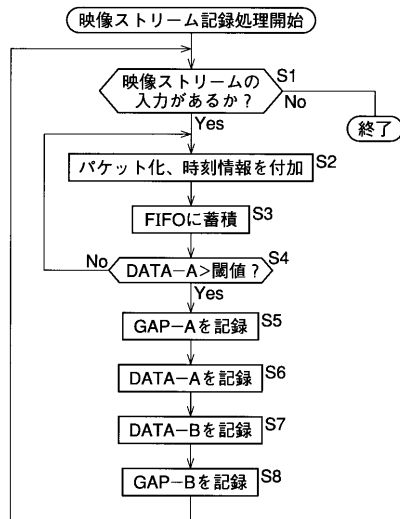 映像ストリーム記録処理開始
映像ストリームの
入力があるか?
S1
No
Yes
終了
パケット化、時刻情報を付加
S2
FIFOに蓄積
S3
No
DATA-A>閾値?
S4
Yes
GAP-Aを記録
S5
DATA-Aを記録
S6
DATA-Bを記録
S7
GAP-Bを記録
S8